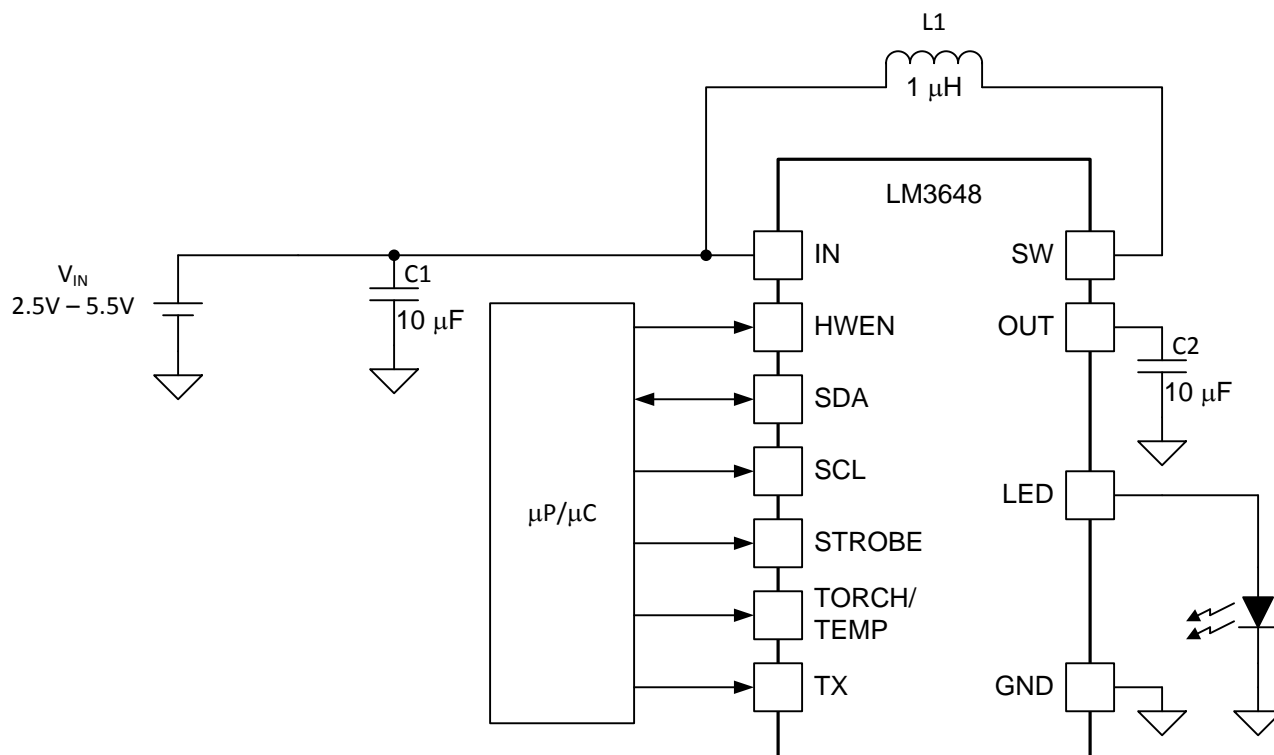 L1
1 μH
LM3648
IN
SW
VIN
2.5V – 5.5V
C1
10 μF
HWEN
OUT
C2
10 μF
SDA
SCL
LED
μP/μC
STROBE
TORCH/
TEMP
TX
GND